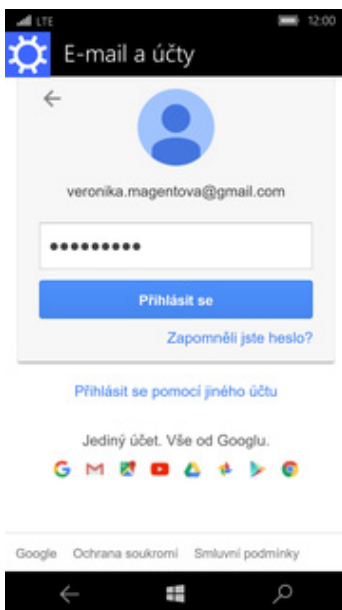 LTE 12:00
E-mail a účty
veronika.magentova@gmail.com
•••••••••
Přihlásit se
Zapomněli jste heslo?
Přihlásit se pomocí jiného účtu
Jediný účet. Vše od Googlu.
Google Ochrana soukromí Smluvní podmínky